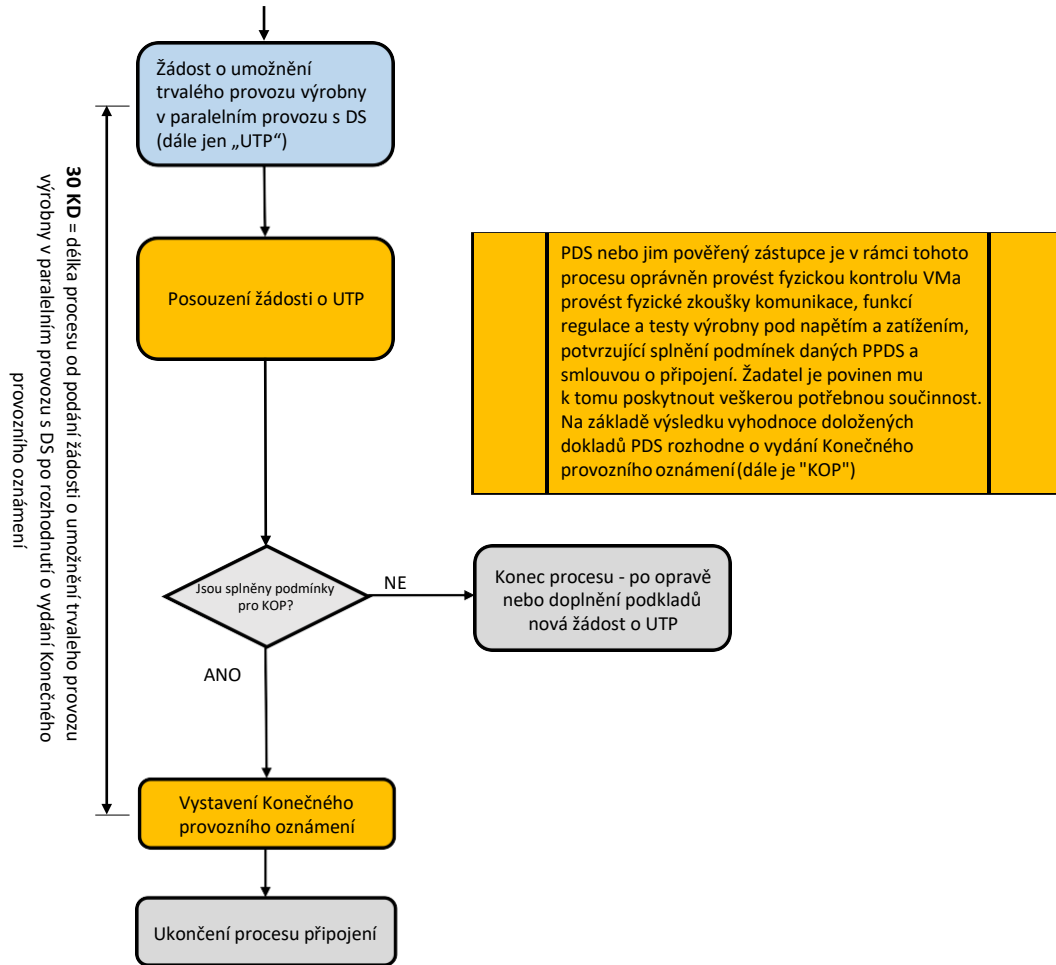 Žádost o umožnění
trvalého provozu výrobny
v paralelním provozu s DS
(dále jen „UTP“)
30 KD = délka procesu od podání žádosti o umožnění trvaleho provozu
výrobny v paralelním provozu s DS po rozhodnutí o vydání Konečného
provozního oznámení
Posouzení žádosti o UTP
PDS nebo jim pověřený zástupce je v rámci tohoto
procesu oprávněn provést fyzickou kontrolu VMa
provést fyzické zkoušky komunikace, funkcí
regulace a testy výrobny pod napětím a zatížením,
potvrzující splnění podmínek daných PPDS a
smlouvou o připojení. Žadatel je povinen mu
k tomu poskytnout veškerou potřebnou součinnost.
Na základě výsledku vyhodnoce doložených
dokladů PDS rozhodne o vydání Konečného
provozního oznámení (dále je "KOP")
Jsou splněny podmínky
pro KOP?
NE
Konec procesu - po opravě
nebo doplnění podkladů
nová žádost o UTP
ANO
Vystavení Konečného
provozního oznámení
Ukončení procesu připojení